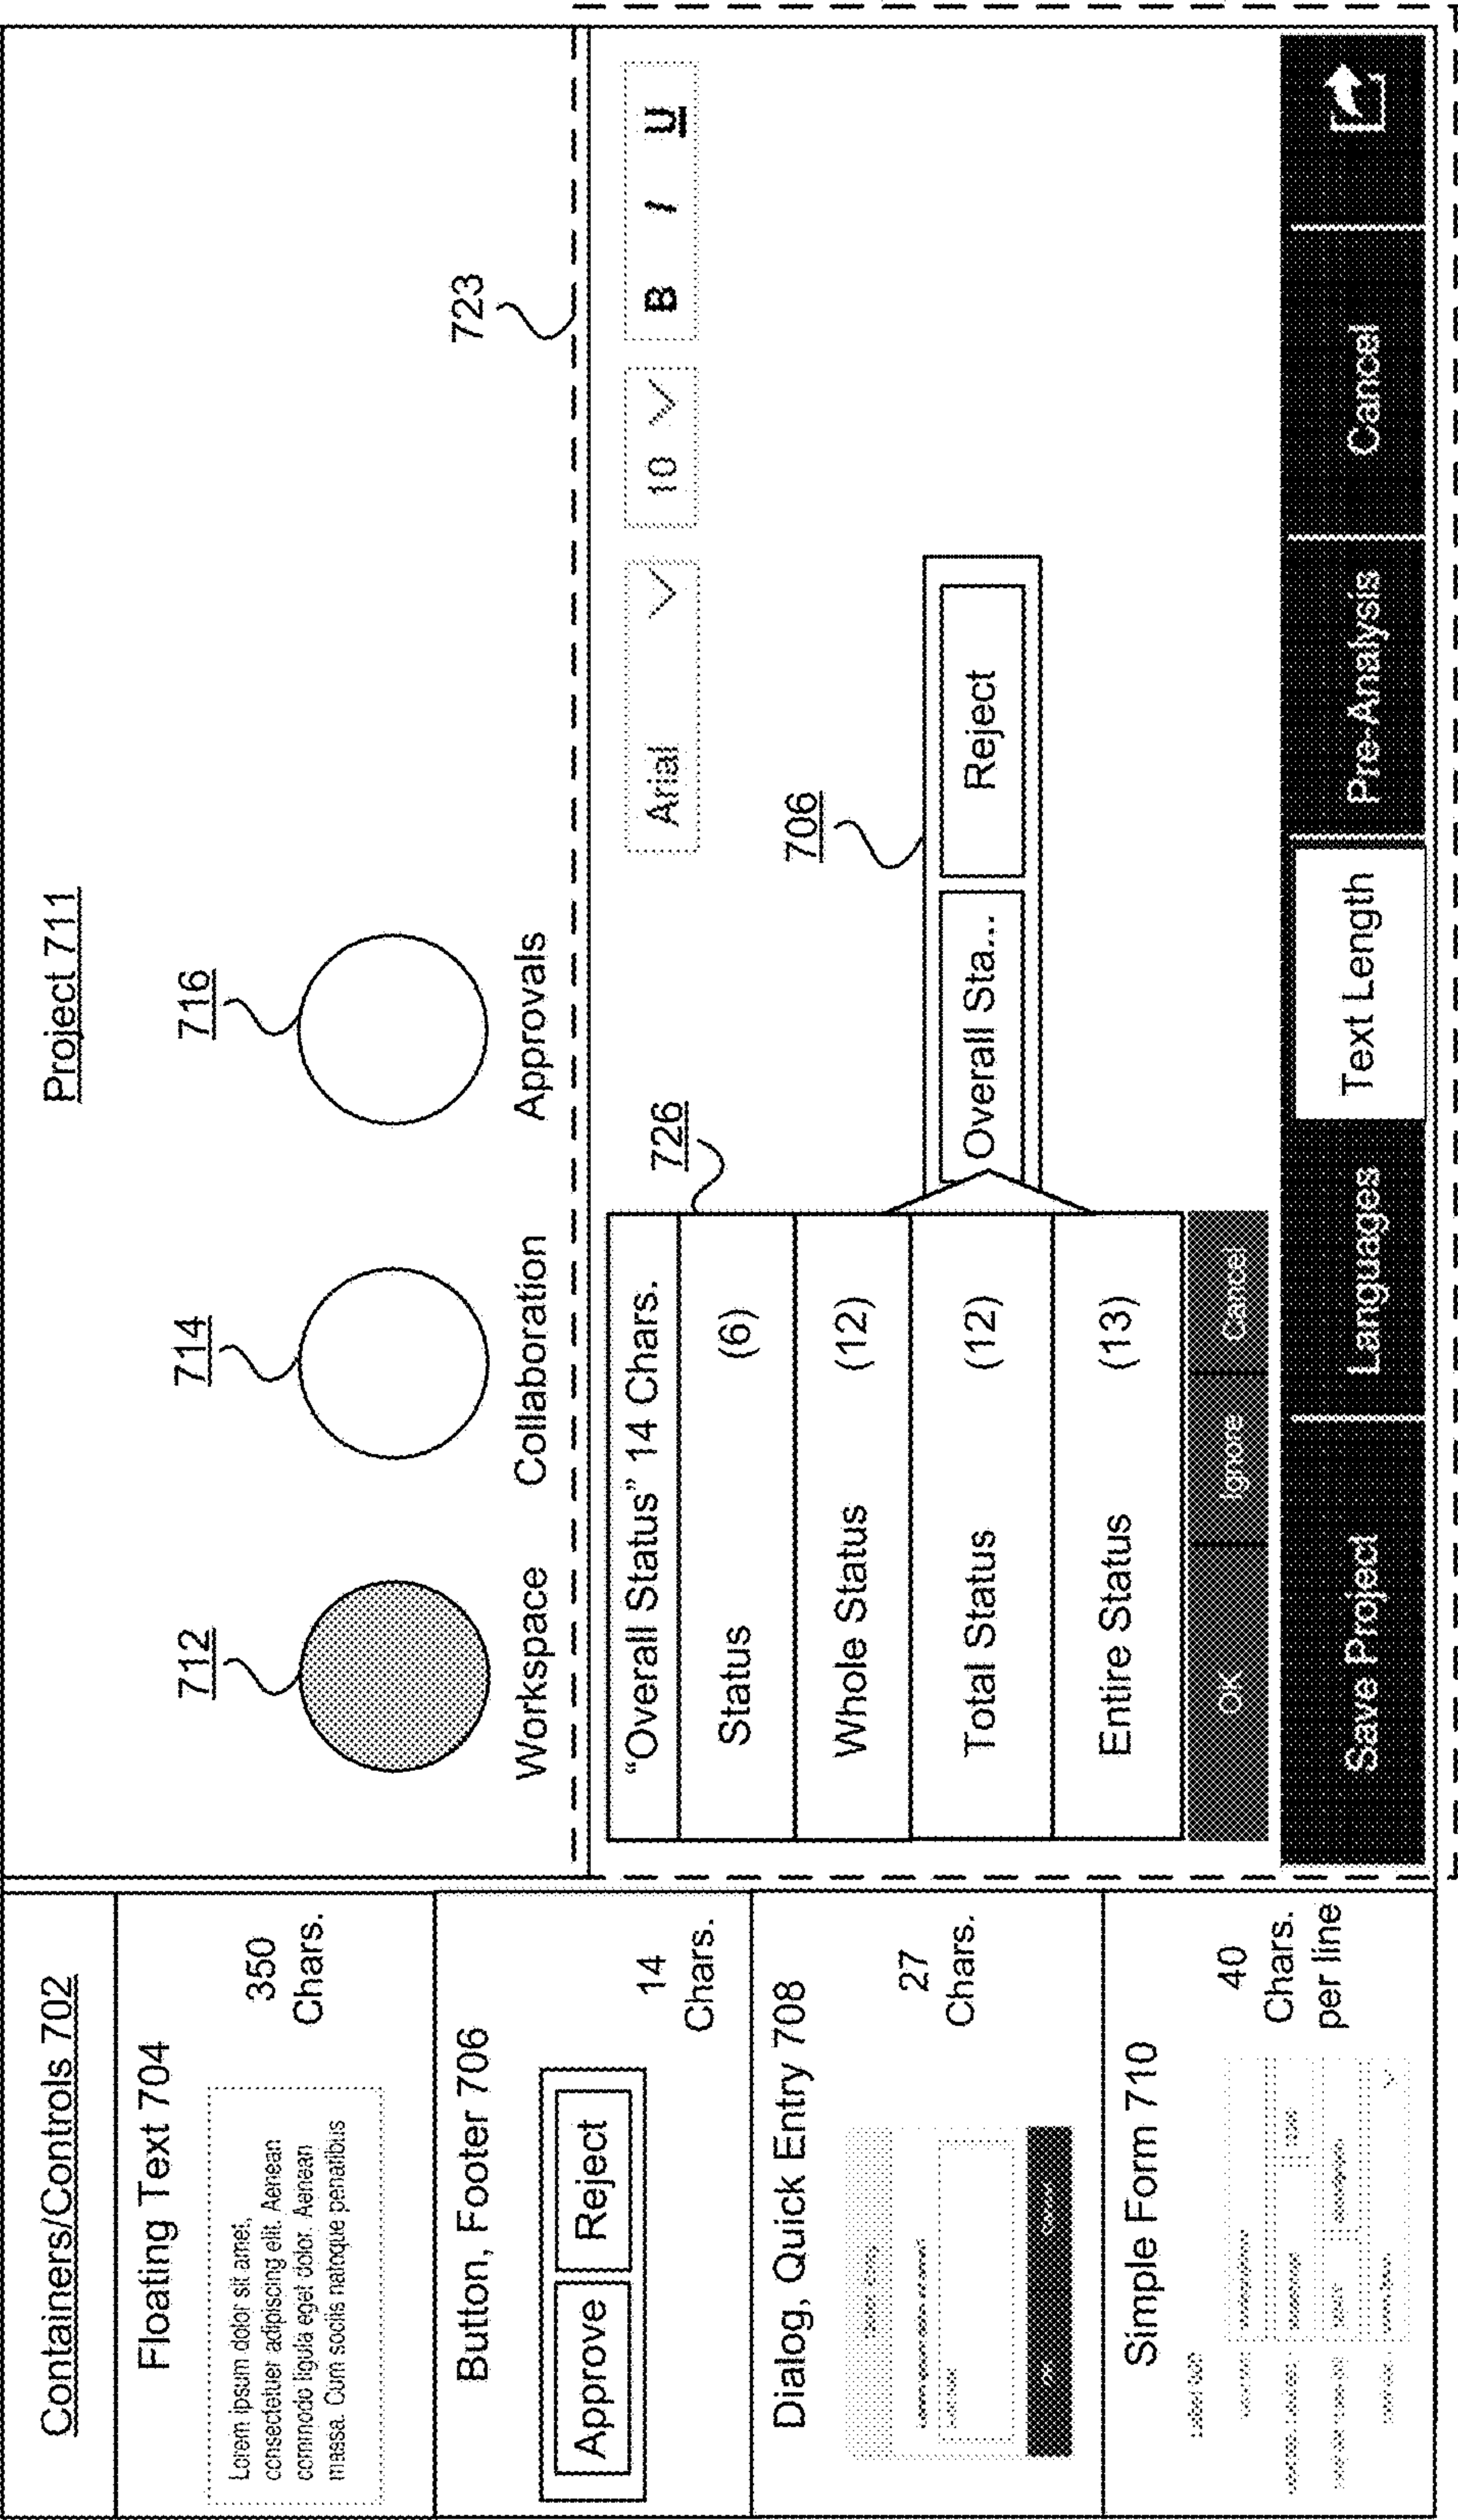 Containers/Controls 702
Floating Text 704
Lorem ipsum dolor sit amet,
consectetuer adipiscing elit. Aenean
commodo ligula eget dolor. Aenean
massa. Cum sociis natoque penatibus
350
Chars.
Button, Footer 706
Approve
Reject
14
Chars.
Dialog, Quick Entry 708
27
Chars.
Simple Form 710
40
Chars.
per line
Project 711
712
714
716
Workspace
Collaboration
Approvals
723
Arial
10
B
I
U
726
“Overall Status” 14 Chars.
Status (6)
Whole Status (12)
Total Status (12)
Entire Status (13)
OK
Ignore
Cancel
706
Overall Sta...
Reject
Save Project
Languages
Text Length
Pre-Analysis
Cancel